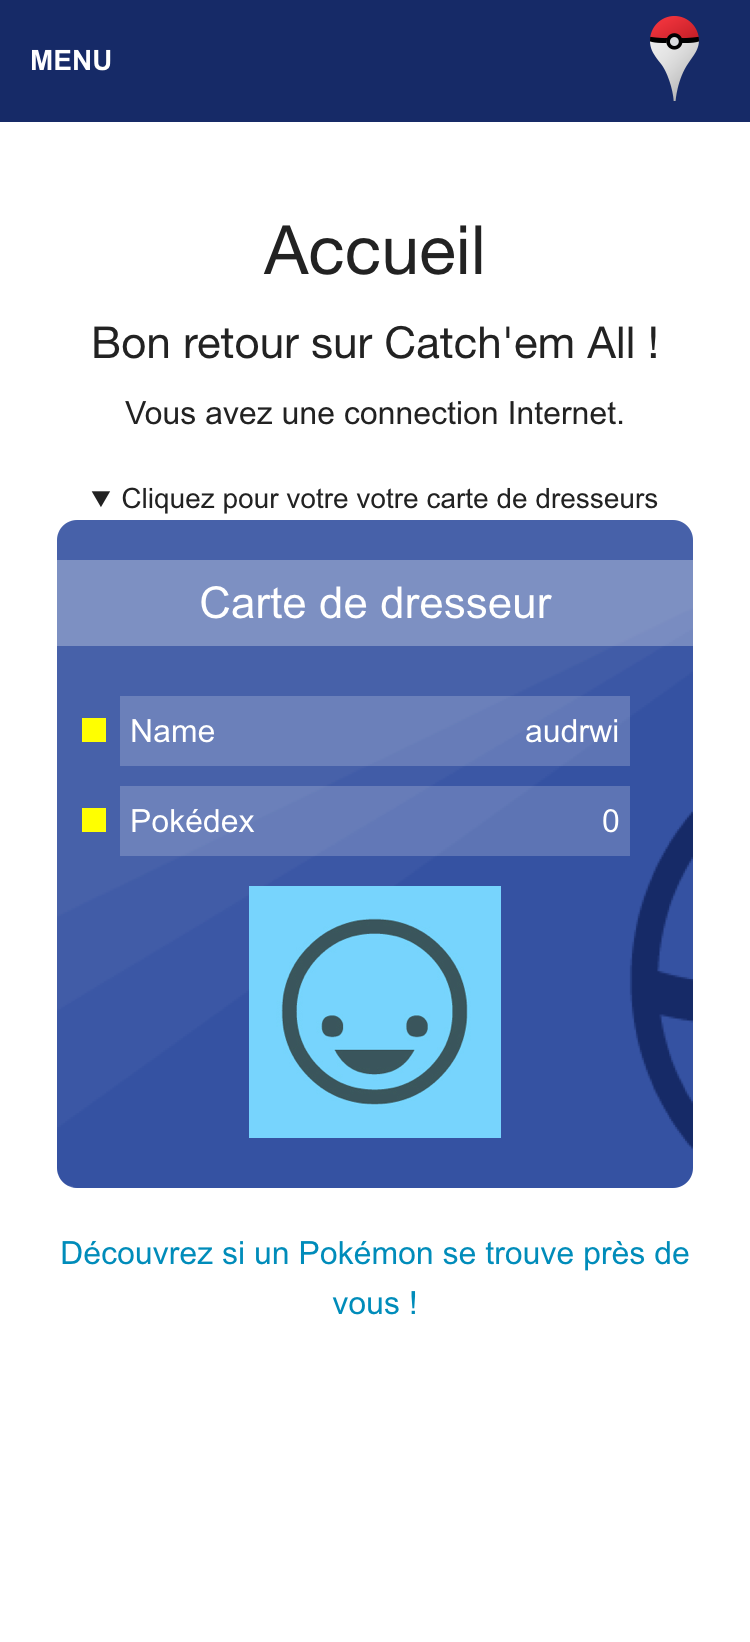 MENU
Accueil
Bon retour sur Catch'em All !
Vous avez une connection Internet.
▼ Cliquez pour votre votre carte de dresseurs
Carte de dresseur
Name audrwi
Pokédex 0
Découvrez si un Pokémon se trouve près de
vous !